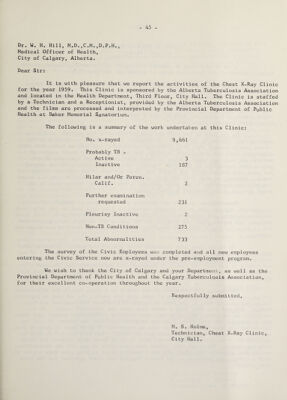 - 45 -
Dr. W. H. Hill, M.D.,C.M.,D.P.H.,
Medical Officer of Health,
City of Calgary, Alberta.
Dear Sir:
It is with pleasure that we report the activities of the Chest X-Ray Clinic
for the year 1959. This Clinic is sponsored by the Alberta Tuberculosis Association
and located in the Health Department, Third Floor, City Hall. The Clinic is staffed
by a Technician and a Receptionist, provided by the Alberta Tuberculosis Association
and the films are processed and interpreted by the Provincial Department of Public
Health at Baker Memorial Sanatorium.
The following is a summary of the work undertaken at this Clinic:
No. x-rayed 9,661
Probably TB -
Active 3
Inactive 187
Hilar and/Or Paren.
Calif. 2
Further examination
requested 231
Pleurisy Inactive 2
Non-TB Conditions 275
Total Abnormalities 733
The survey of the Civic Employees was completed and all new employees
entering the Civic Service now are x-rayed under the pre-employment program.
We wish to thank the City of Calgary and your Department, as well as the
Provincial Department of Public Health and the Calgary Tuberculosis Association,
for their excellent co-operation throughout the year.
Respectfully submitted,
Technician, Chest X-Ray Clinic,
City Hall.